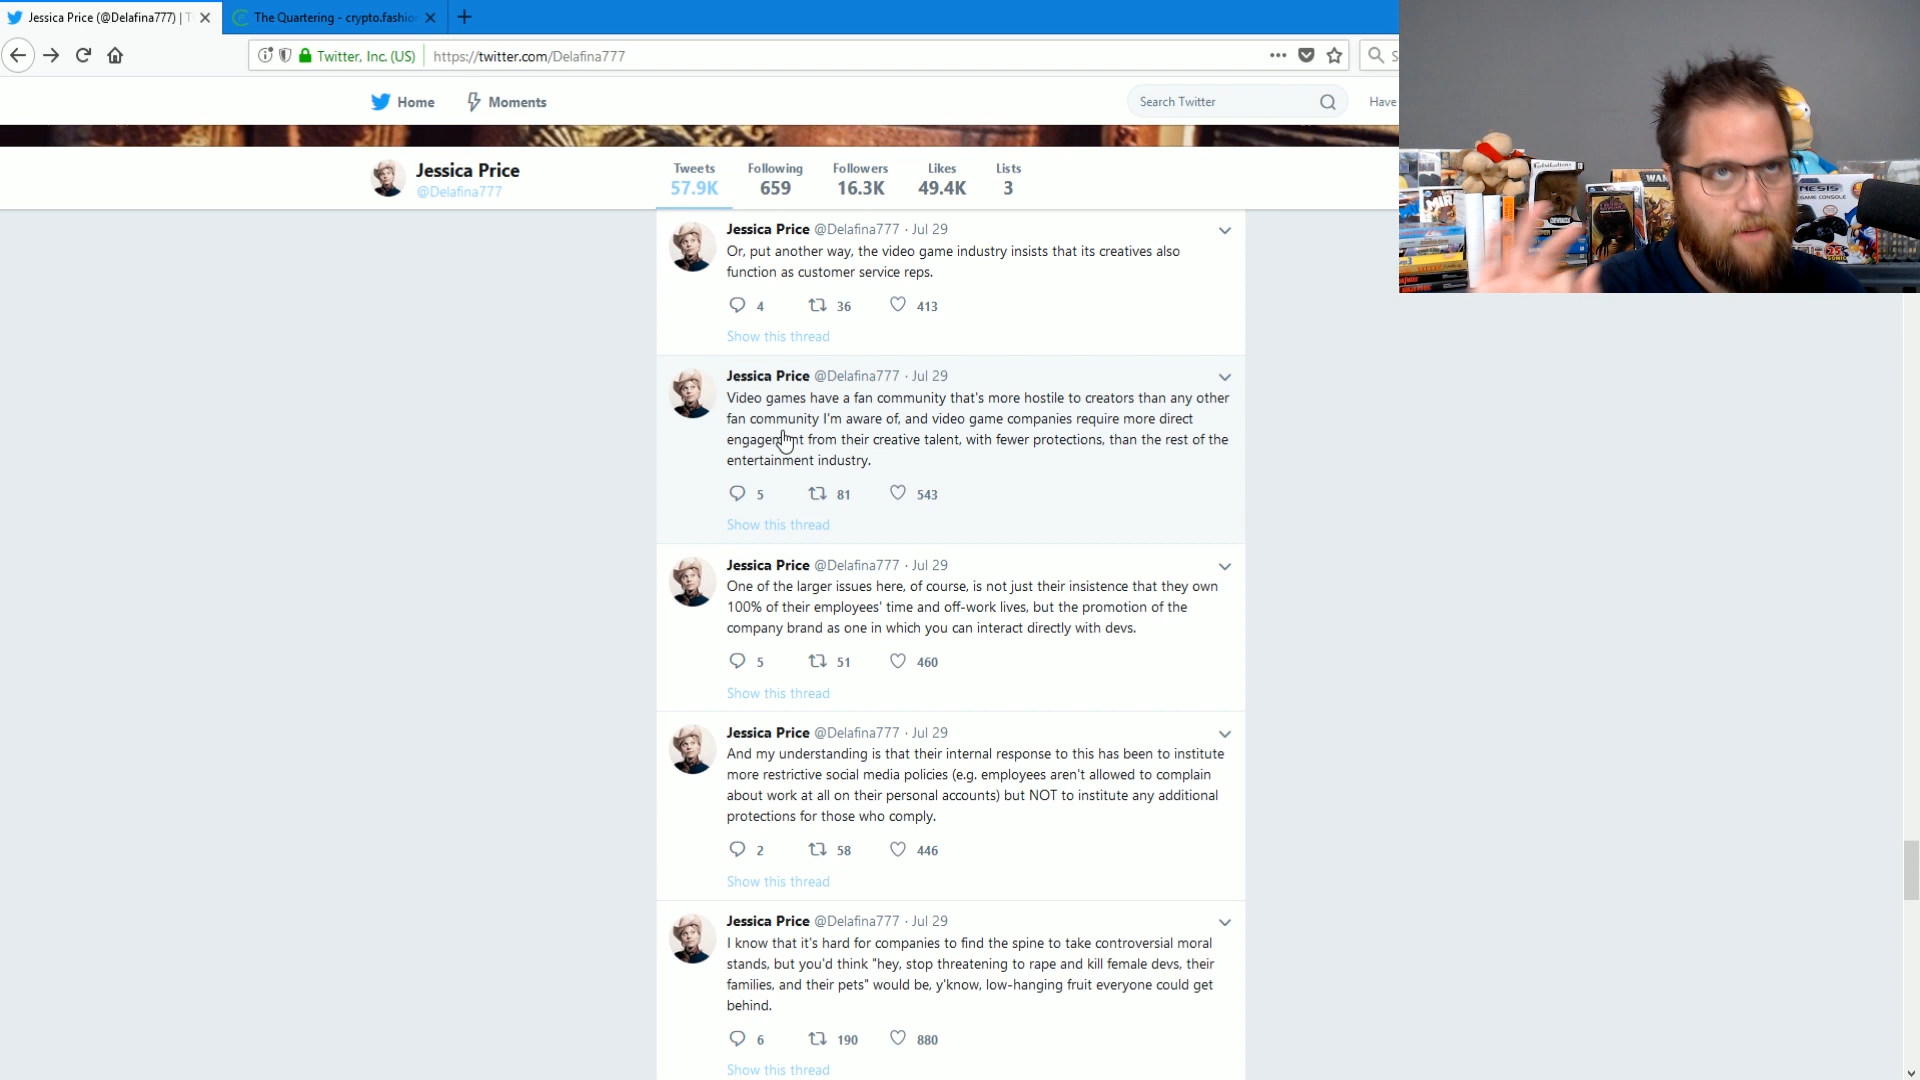 Jessica Price (@Delafina777) | T
The Quartering - crypto.fashio
Twitter, Inc. (US)
https://twitter.com/Delafina777
S
Home
Moments
Search Twitter
Have
Jessica Price
@Delafina777
Tweets
57.9K
Following
659
Followers
16.3K
Likes
49.4K
Lists
3
GENESIS
GAME CONSOLE
Jessica Price @Delafina777 · Jul 29
Or, put another way, the video game industry insists that its creatives also
function as customer service reps.
4 36 413
Show this thread
Jessica Price @Delafina777 · Jul 29
Video games have a fan community that's more hostile to creators than any other
fan community I'm aware of, and video game companies require more direct
engagement from their creative talent, with fewer protections, than the rest of the
entertainment industry.
5 81 543
Show this thread
Jessica Price @Delafina777 · Jul 29
One of the larger issues here, of course, is not just their insistence that they own
100% of their employees' time and off-work lives, but the promotion of the
company brand as one in which you can interact directly with devs.
5 51 460
Show this thread
Jessica Price @Delafina777 · Jul 29
And my understanding is that their internal response to this has been to institute
more restrictive social media policies (e.g. employees aren't allowed to complain
about work at all on their personal accounts) but NOT to institute any additional
protections for those who comply.
2 58 446
Show this thread
Jessica Price @Delafina777 · Jul 29
I know that it's hard for companies to find the spine to take controversial moral
stands, but you'd think "hey, stop threatening to rape and kill female devs, their
families, and their pets" would be, y'know, low-hanging fruit everyone could get
behind.
6 190 880
Show this thread